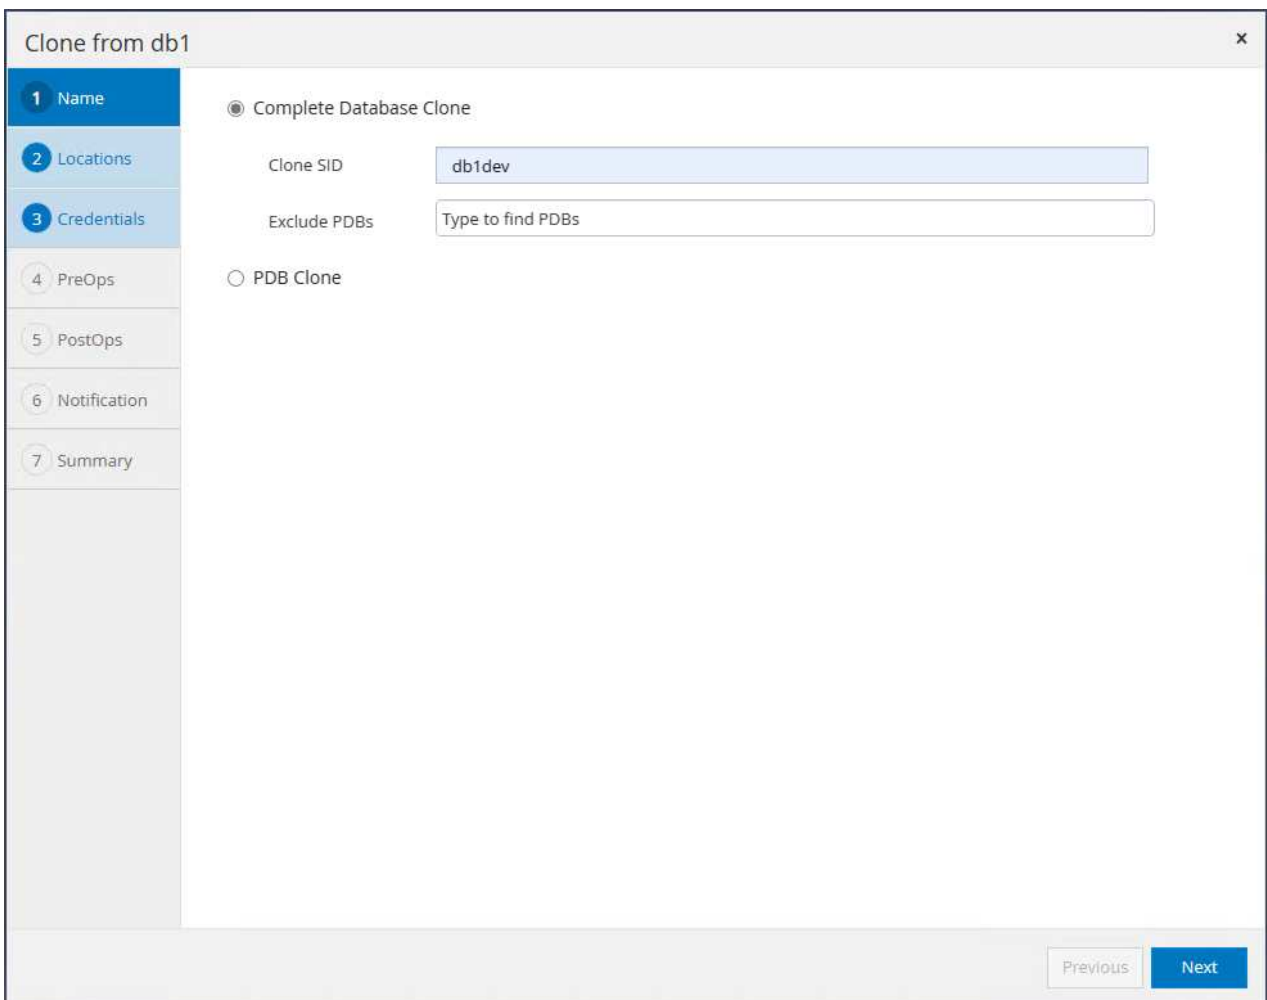 Clone from db1
×
1 Name
2 Locations
3 Credentials
4 PreOps
5 PostOps
6 Notification
7 Summary
Complete Database Clone
Clone SID db1dev
Exclude PDBs Type to find PDBs
PDB Clone
Previous Next